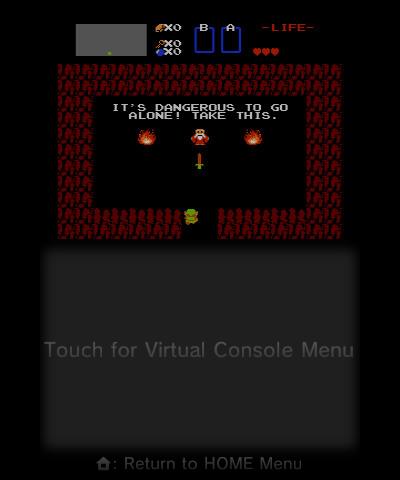 X0 B A -LIFE-
X0
X0
IT'S DANGEROUS TO GO
ALONE! TAKE THIS.
Touch for Virtual Console Menu
: Return to HOME Menu